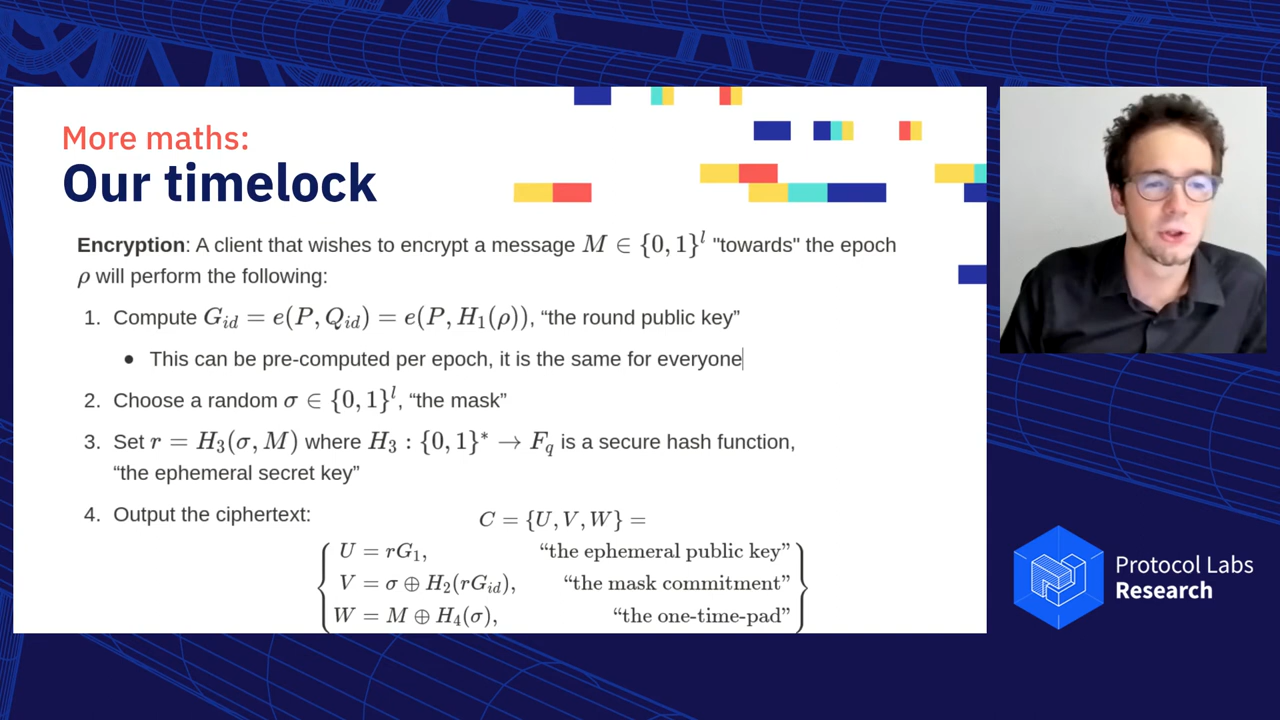 More maths:
Our timelock
Encryption: A client that wishes to encrypt a message M ∈ {0, 1}^l "towards" the epoch
ρ will perform the following:
1. Compute G_id = e(P, Q_id) = e(P, H_1(ρ)), “the round public key”
• This can be pre-computed per epoch, it is the same for everyone
2. Choose a random σ ∈ {0, 1}^l, “the mask”
3. Set r = H_3(σ, M) where H_3 : {0, 1}* → F_q is a secure hash function,
“the ephemeral secret key”
4. Output the ciphertext:
C = {U, V, W} =
U = rG_1, “the ephemeral public key”
V = σ ⊕ H_2(rG_id), “the mask commitment”
W = M ⊕ H_4(σ), “the one-time-pad”
Protocol Labs
Research